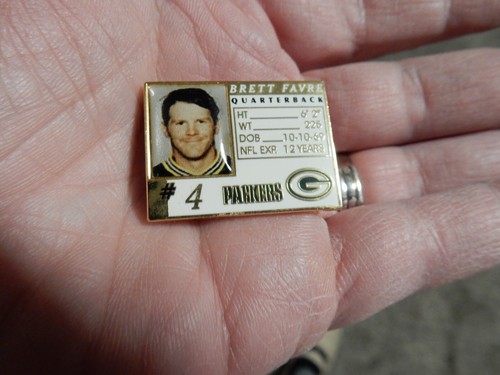 BRETT FAVRE
QUARTERBACK
HT 6' 2"
WT 225
DOB 10-10-69
NFL EXP. 12 YEARS
# 4 PACKERS G